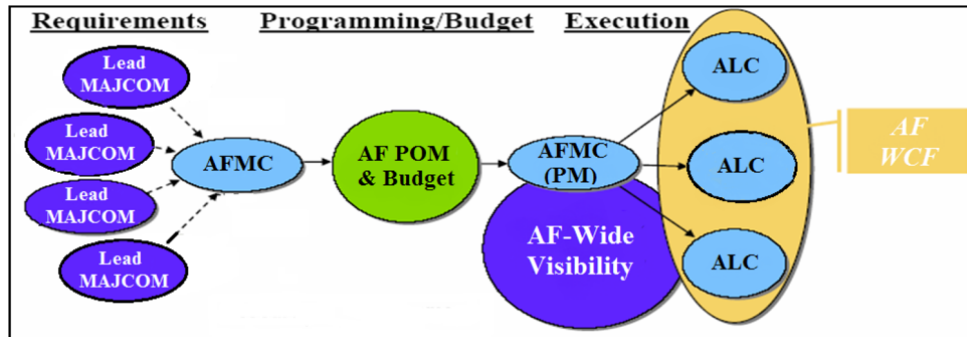 Requirements
Programming/Budget
Execution
Lead
MAJCOM
Lead
MAJCOM
Lead
MAJCOM
Lead
MAJCOM
AFMC
AF POM
& Budget
AFMC
(PM)
AF-Wide
Visibility
ALC
ALC
ALC
AF
WCF